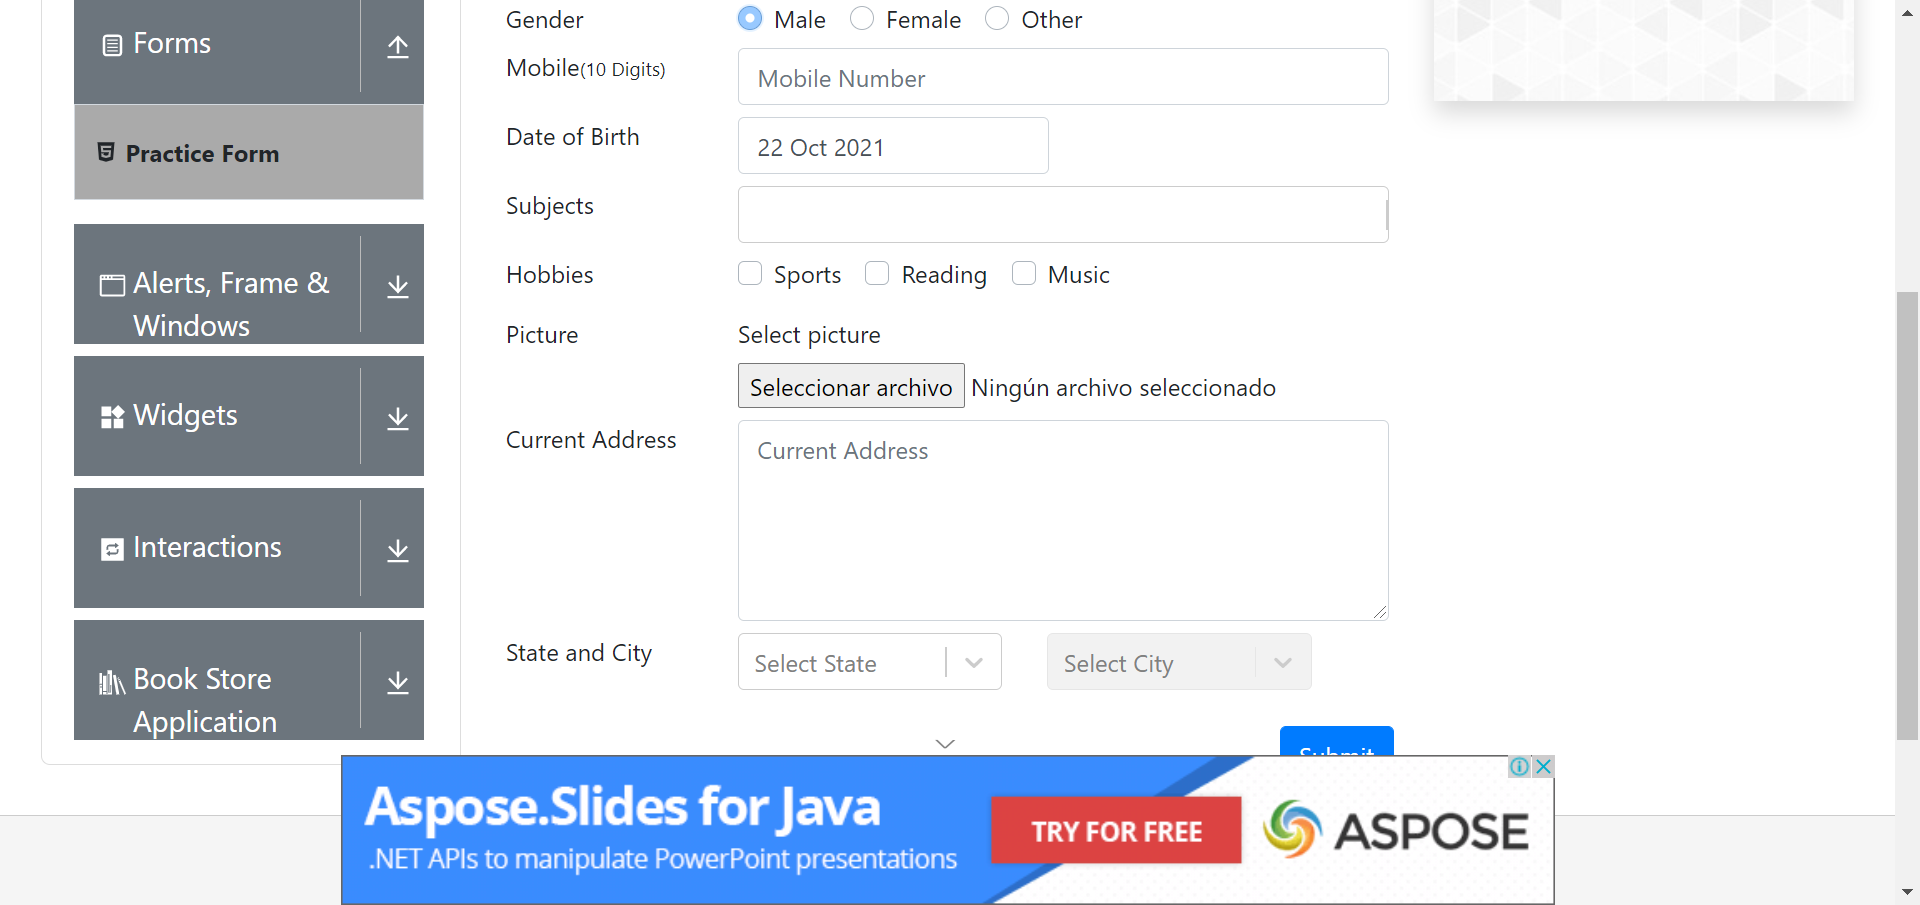 Forms
Practice Form
Alerts, Frame &
Windows
Widgets
Interactions
Book Store
Application
Gender
Male
Female
Other
Mobile(10 Digits)
Mobile Number
Date of Birth
22 Oct 2021
Subjects
Hobbies
Sports
Reading
Music
Picture
Select picture
Seleccionar archivo
Ningún archivo seleccionado
Current Address
Current Address
State and City
Select State
Select City
Submit
Aspose.Slides for Java
.NET APIs to manipulate PowerPoint presentations
TRY FOR FREE
ASPOSE